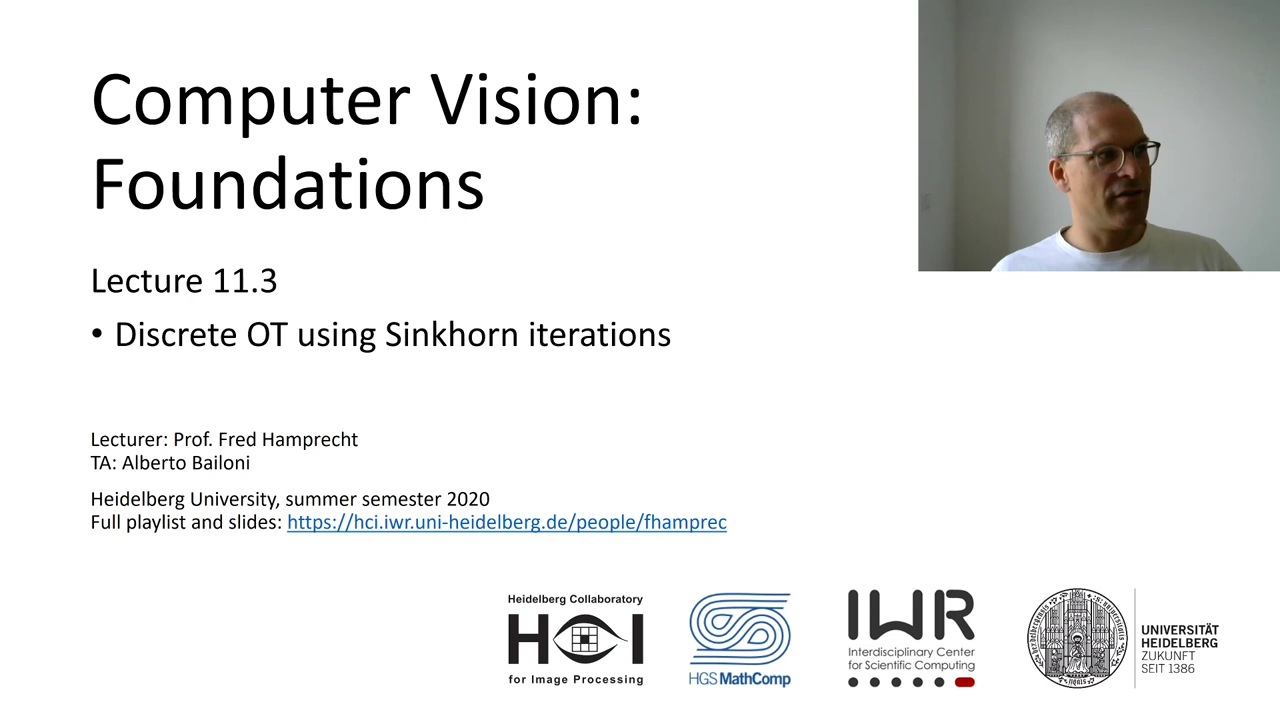 Computer Vision:
Foundations
Lecture 11.3
• Discrete OT using Sinkhorn iterations
Lecturer: Prof. Fred Hamprecht
TA: Alberto Bailoni
Heidelberg University, summer semester 2020
Full playlist and slides: https://hci.iwr.uni-heidelberg.de/people/fhamprec
Heidelberg Collaboratory
HCI
for Image Processing
HGS MathComp
IWR
Interdisciplinary Center
for Scientific Computing
UNIVERSITÄT
HEIDELBERG
ZUKUNFT
SEIT 1386